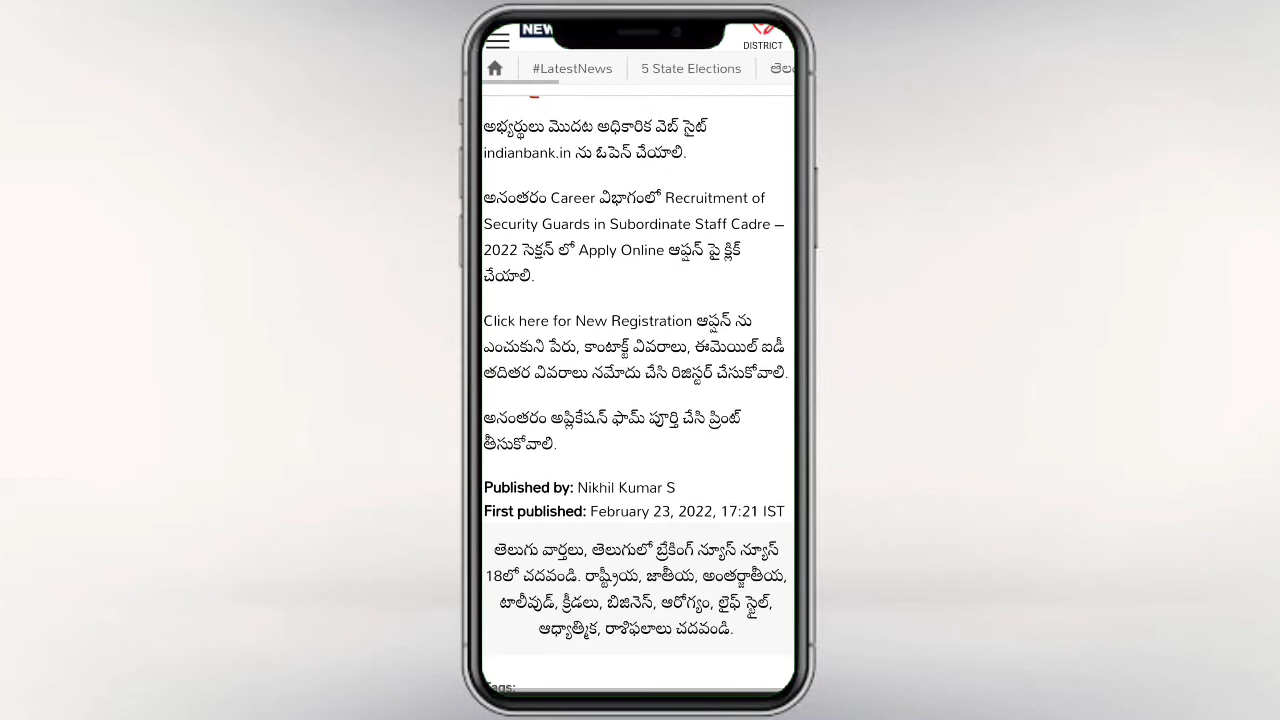 NEW
DISTRICT
#LatestNews
5 State Elections
అభ్యర్థులు మొదట అధికారిక వెబ్ సైట్
indianbank.in ను ఓపెన్ చేయాలి.
అనంతరం Career విభాగంలో Recruitment of
Security Guards in Subordinate Staff Cadre –
2022 సెక్షన్ లో Apply Online ఆప్షన్ పై క్లిక్
చేయాలి.
Click here for New Registration ఆప్షన్ ను
ఎంచుకుని పేరు, కాంటాక్ట్ వివరాలు, ఈమెయిల్ ఐడీ
తదితర వివరాలు నమోదు చేసి రిజిస్టర్ చేసుకోవాలి.
అనంతరం అప్లికేషన్ ఫామ్ పూర్తి చేసి ప్రింట్
తీసుకోవాలి.
Published by: Nikhil Kumar S
First published: February 23, 2022, 17:21 IST
తెలుగు వార్తలు, తెలుగులో బ్రేకింగ్ న్యూస్ న్యూస్
18లో చదవండి. రాష్ట్రీయ, జాతీయ, అంతర్జాతీయ,
టాలీవుడ్, క్రీడలు, బిజినెస్, ఆరోగ్యం, లైఫ్ స్టైల్,
ఆధ్యాత్మిక, రాశిఫలాలు చదవండి.
Tags: